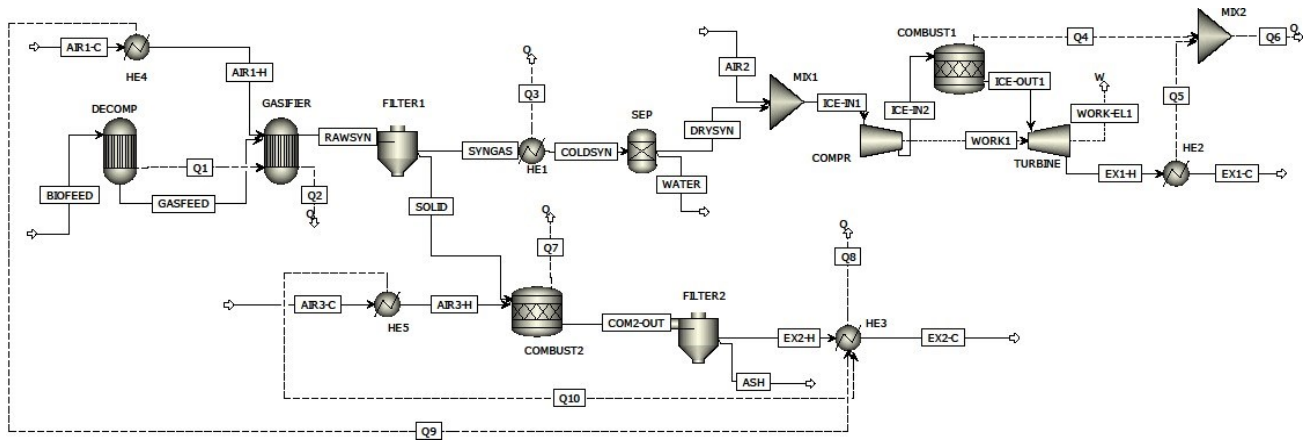 MIX2
Q4
Q6
Q
COMBUST1
AIR1-C
HE4
Q
W
AIR2
ICE-OUT1
Q5
AIR1-H
MIX1
WORK-EL1
DECOMP
GASIFIER
FILTER1
Q3
SEP
ICE-IN1
ICE-IN2
RAWSYN
DRYSYN
WORK1
HE2
SYNGAS
COLDSYN
COMPR
TURBINE
Q1
HE1
EX1-H
EX1-C
BIOFEED
WATER
GASFEED
Q2
SOLID
Q
Q
Q
Q7
Q8
FILTER2
AIR3-C
AIR3-H
HE5
COM2-OUT
HE3
EX2-H
EX2-C
COMBUST2
ASH
Q10
Q9